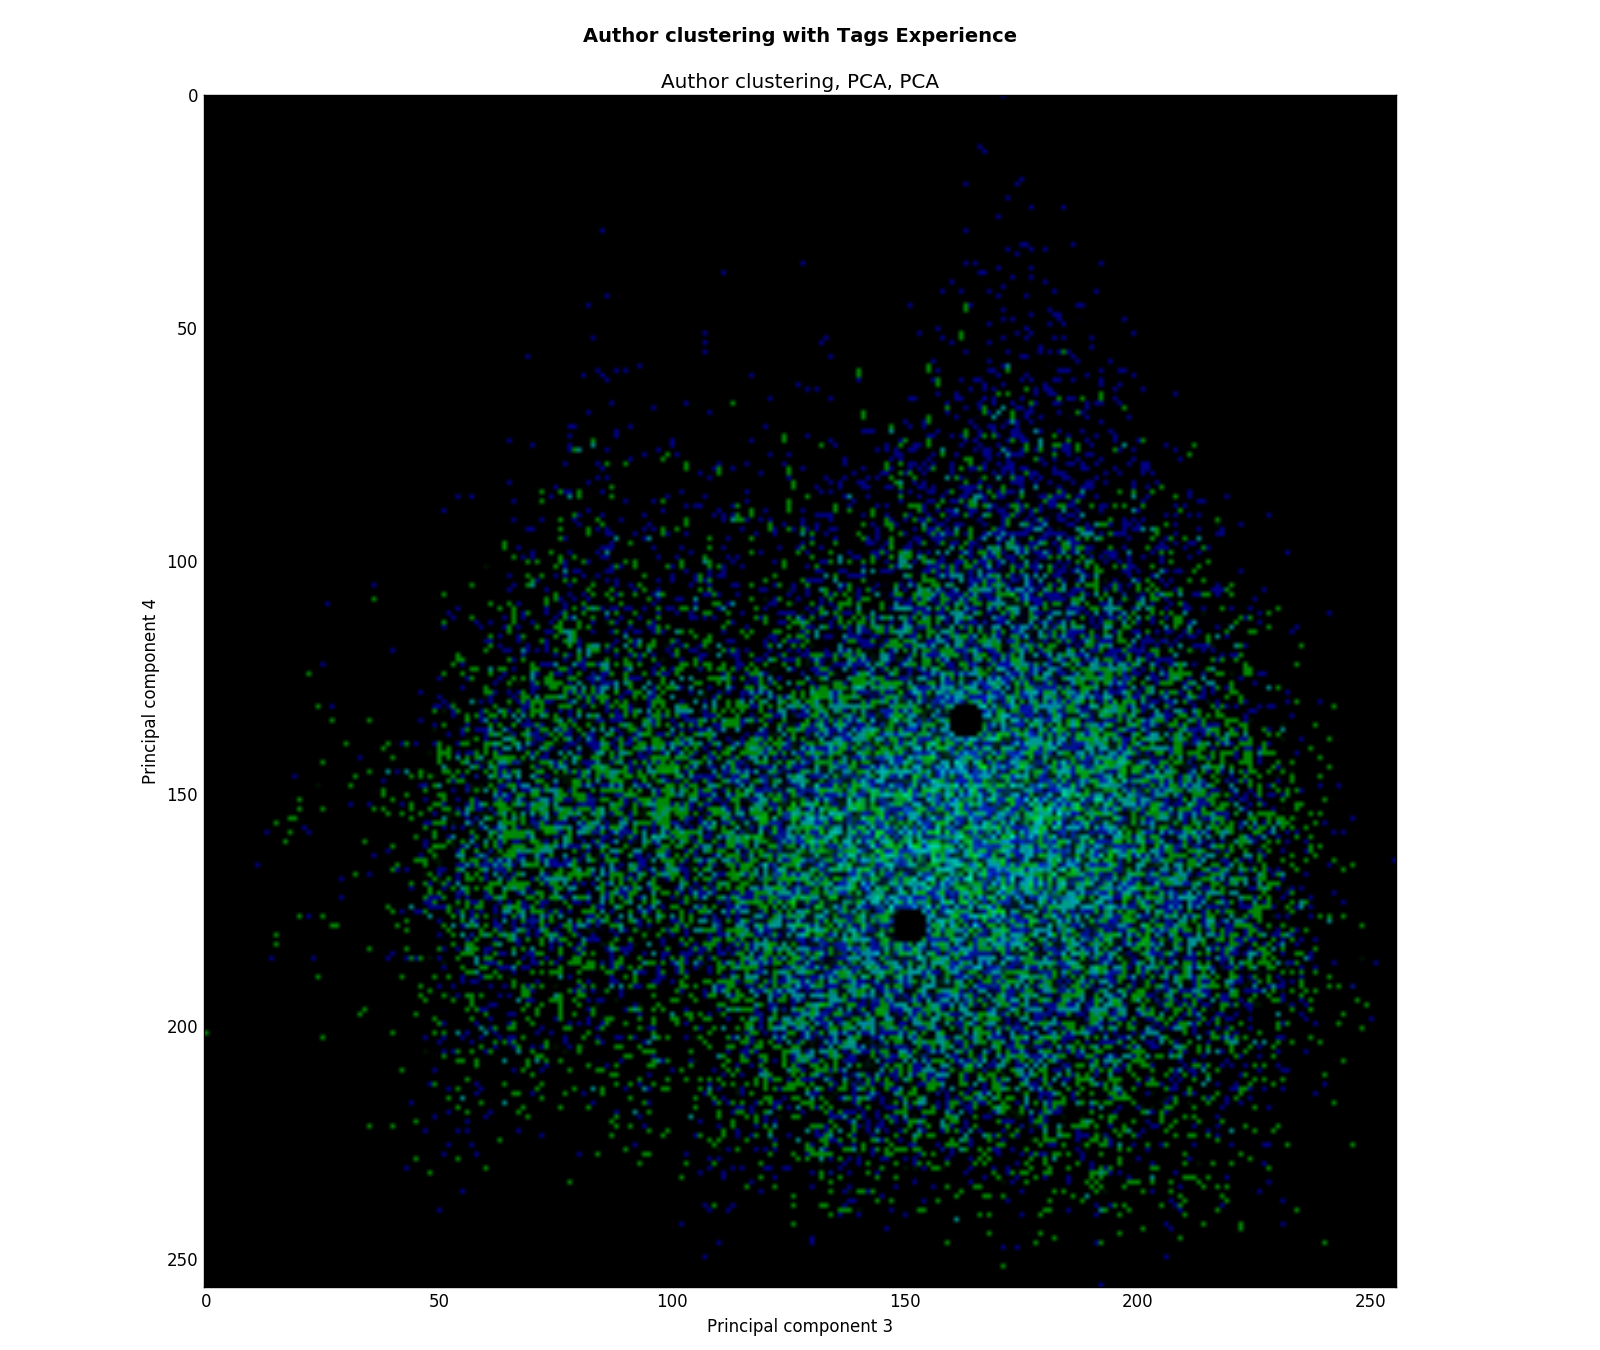 Author clustering with Tags Experience
Author clustering, PCA, PCA
0
50
100
150
200
250
Principal component 4
0 50 100 150 200 250
Principal component 3